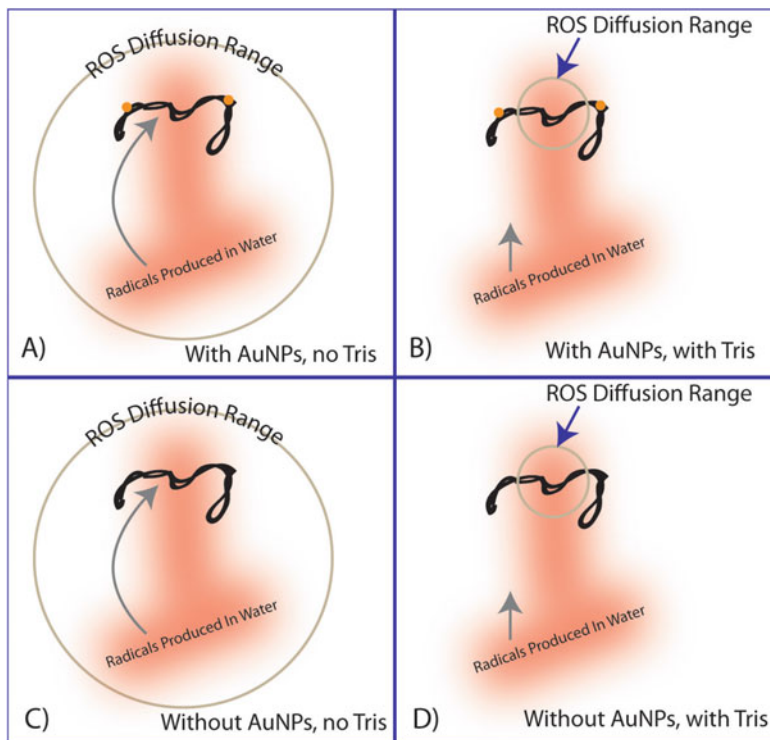 ROS Diffusion Range
Radicals Produced in Water
A)
With AuNPs, no Tris
ROS Diffusion Range
Radicals Produced In Water
B)
With AuNPs, with Tris
ROS Diffusion Range
Radicals Produced In Water
C)
Without AuNPs, no Tris
ROS Diffusion Range
Radicals Produced In Water
D)
Without AuNPs, with Tris